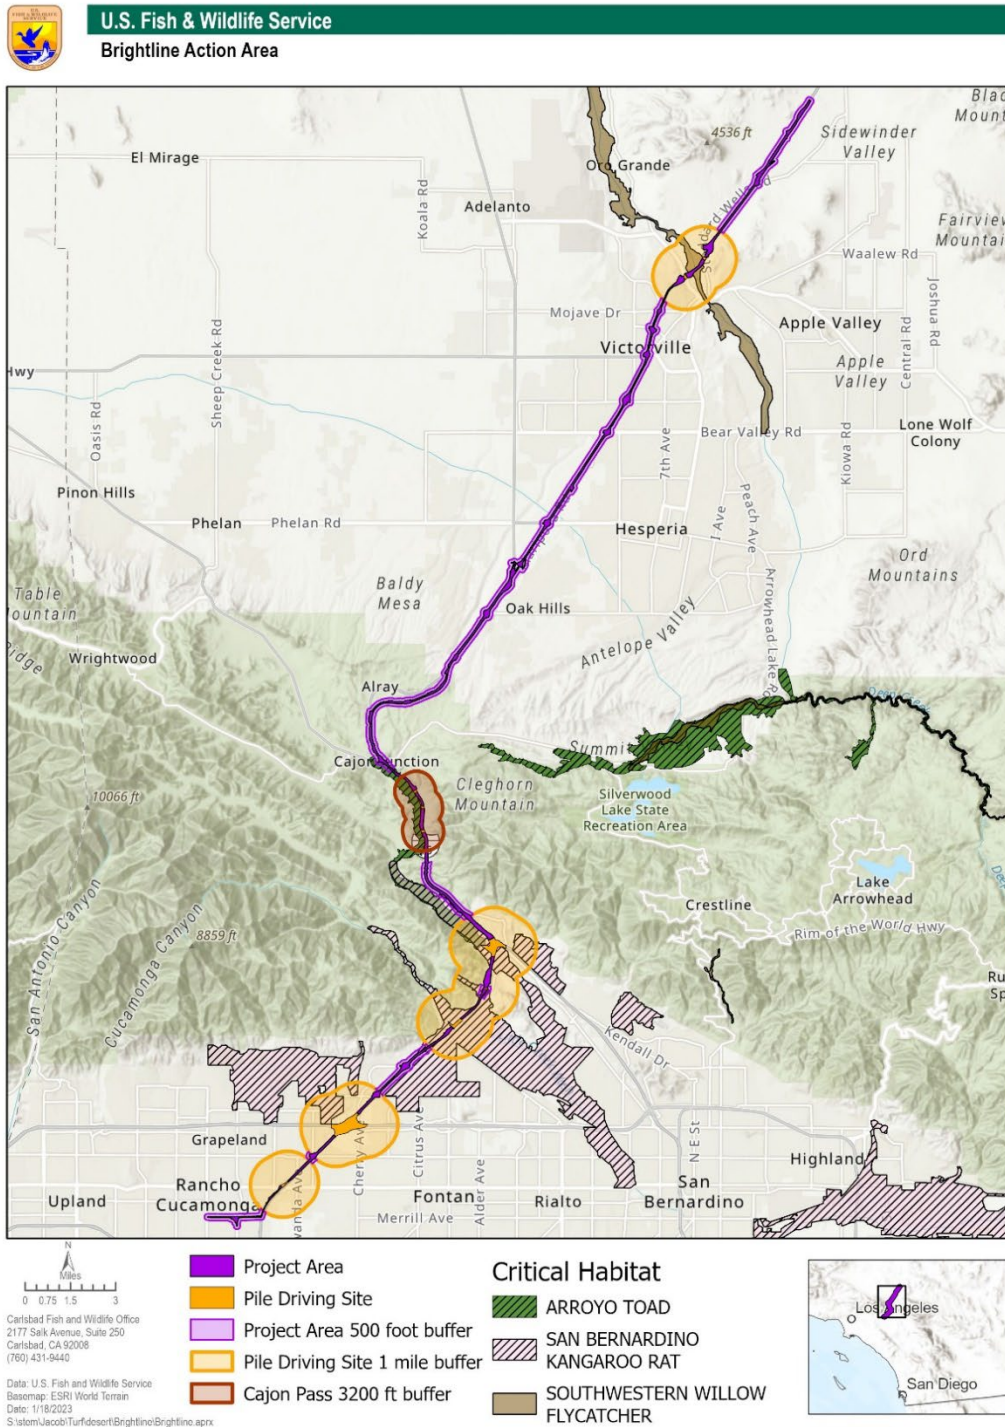 U.S. Fish & Wildlife Service
Brightline Action Area
Sidewinder
Valley
4536 ft
El Mirage
Oro Grande
Koala Rd
Adelanto
Waalew Rd
Joshua Rd
Mojave Dr
Apple Valley
Sheep Creek Rd
Victorville
Central Rd
Apple
Valley
Hwy
Oasis Rd
Bear Valley Rd
Lone Wolf
Colony
7th Ave
Kiowa Rd
Pinon Hills
Peach Ave
Phelan
Phelan Rd
Hesperia
I Ave
Ord
Mountains
Baldy
Mesa
Table
Oak Hills
Antelope Valley
Arrowhead Lake
Wrightwood
Alray
Summit
Cajon Junction
Cleghorn
Mountain
10066 ft
Silverwood
Lake State
Recreation Area
Lake
Arrowhead
Crestline
Rim of the World Hwy
8859 ft
San Antonio Canyon
Cucamonga Canyon
Kendall Dr
Grapeland
Cherry Ave
Citrus Ave
N E St
Highland
Rancho
Cucamonga
Upland
Fontan
Alder Ave
Rialto
San
Bernardino
Merrill Ave
N
Miles
0 0.75 1.5 3
Carlsbad Fish and Wildlife Office
2177 Salk Avenue, Suite 250
Carlsbad, CA 92008
(760) 431-9440
Data: U.S. Fish and Wildlife Service
Basemap: ESRI World Terrain
Date: 1/18/2023
S:\stem\Jacob\Turf\desert\Brightline\Brightline.aprx
Project Area
Pile Driving Site
Project Area 500 foot buffer
Pile Driving Site 1 mile buffer
Cajon Pass 3200 ft buffer
Critical Habitat
ARROYO TOAD
SAN BERNARDINO
KANGAROO RAT
SOUTHWESTERN WILLOW
FLYCATCHER
Los Angeles
San Diego